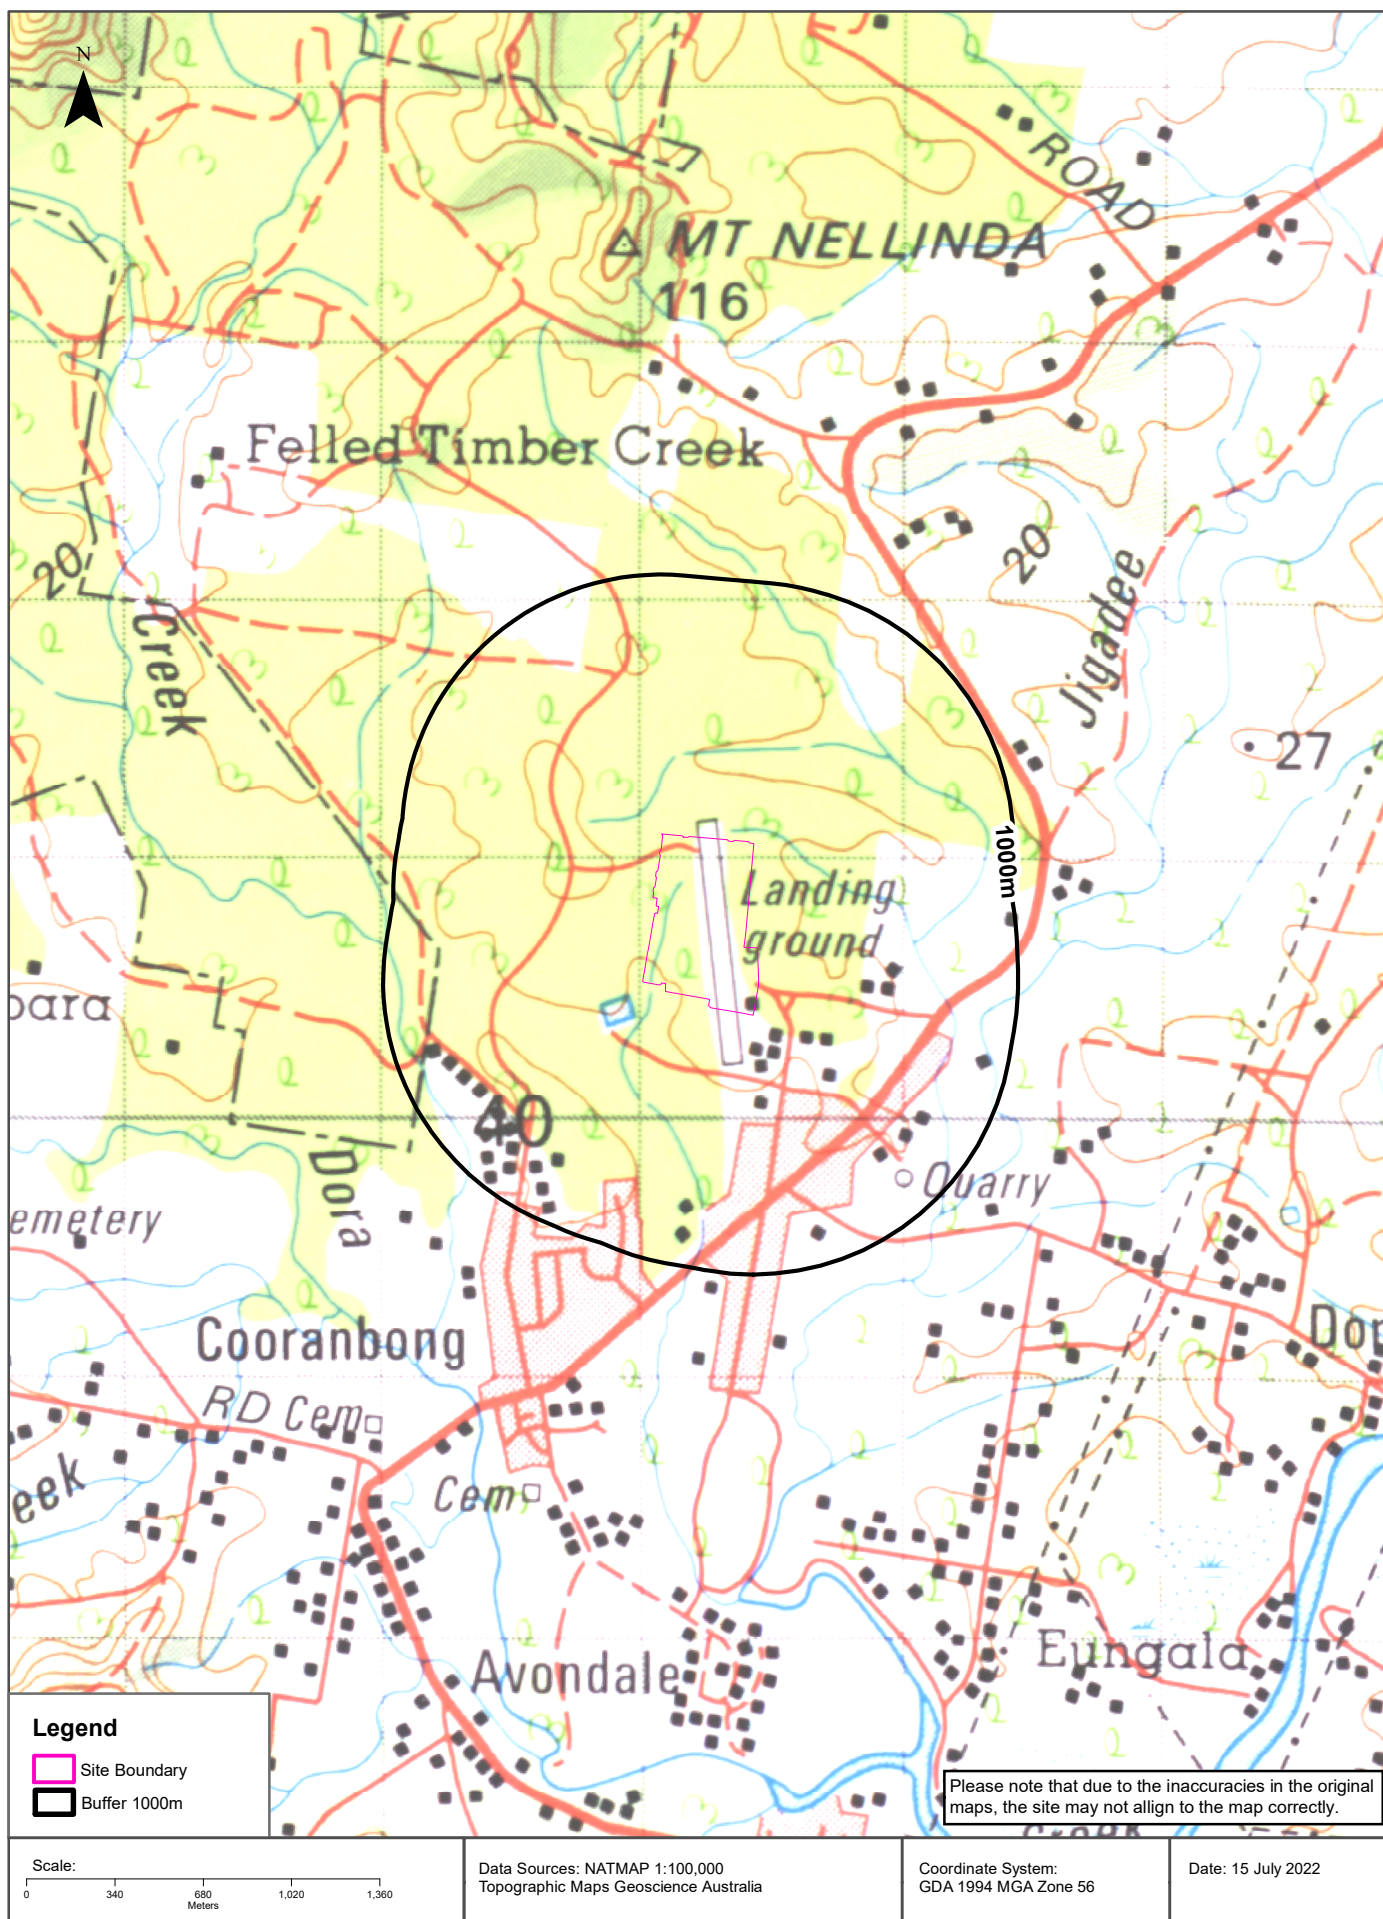 N
ROAD
MT NELLINDA
116
Felled Timber Creek
20
20
Creek
Jigadee
27
1000m
Landing
ground
bara
40
Dora
Quarry
emetery
Cooranbong
Dor
RD Cem
eek
Cem
Avondale
Eungala
Legend
Site Boundary
Buffer 1000m
Please note that due to the inaccuracies in the original
maps, the site may not allign to the map correctly.
Creek
Scale:
0 340 680 1,020 1,360
Meters
Data Sources: NATMAP 1:100,000
Topographic Maps Geoscience Australia
Coordinate System:
GDA 1994 MGA Zone 56
Date: 15 July 2022